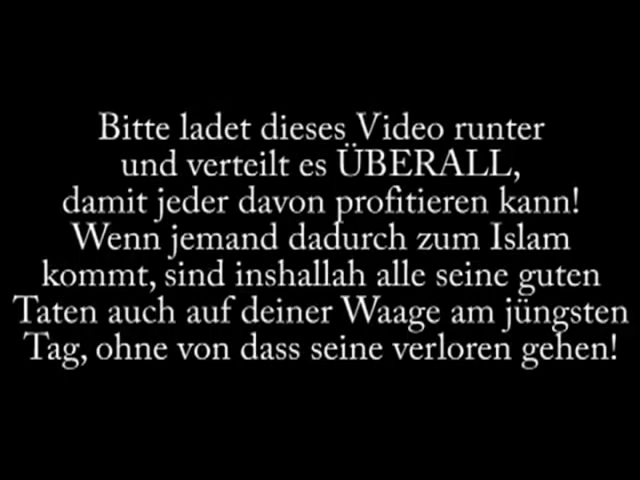 Bitte ladet dieses Video runter
und verteilt es ÜBERALL,
damit jeder davon profitieren kann!
Wenn jemand dadurch zum Islam
kommt, sind inshallah alle seine guten
Taten auch auf deiner Waage am jüngsten
Tag, ohne von dass seine verloren gehen!